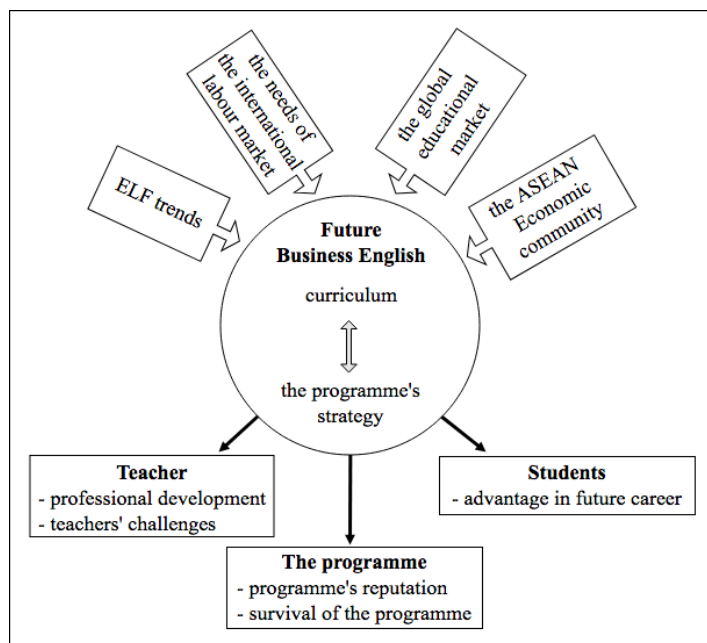 ELF trends
the needs of
the international
labour market
the global
educational
market
the ASEAN
Economic
community
Future
Business English
curriculum
the programme's
strategy
Teacher
- professional development
- teachers' challenges
The programme
- programme's reputation
- survival of the programme
Students
- advantage in future career